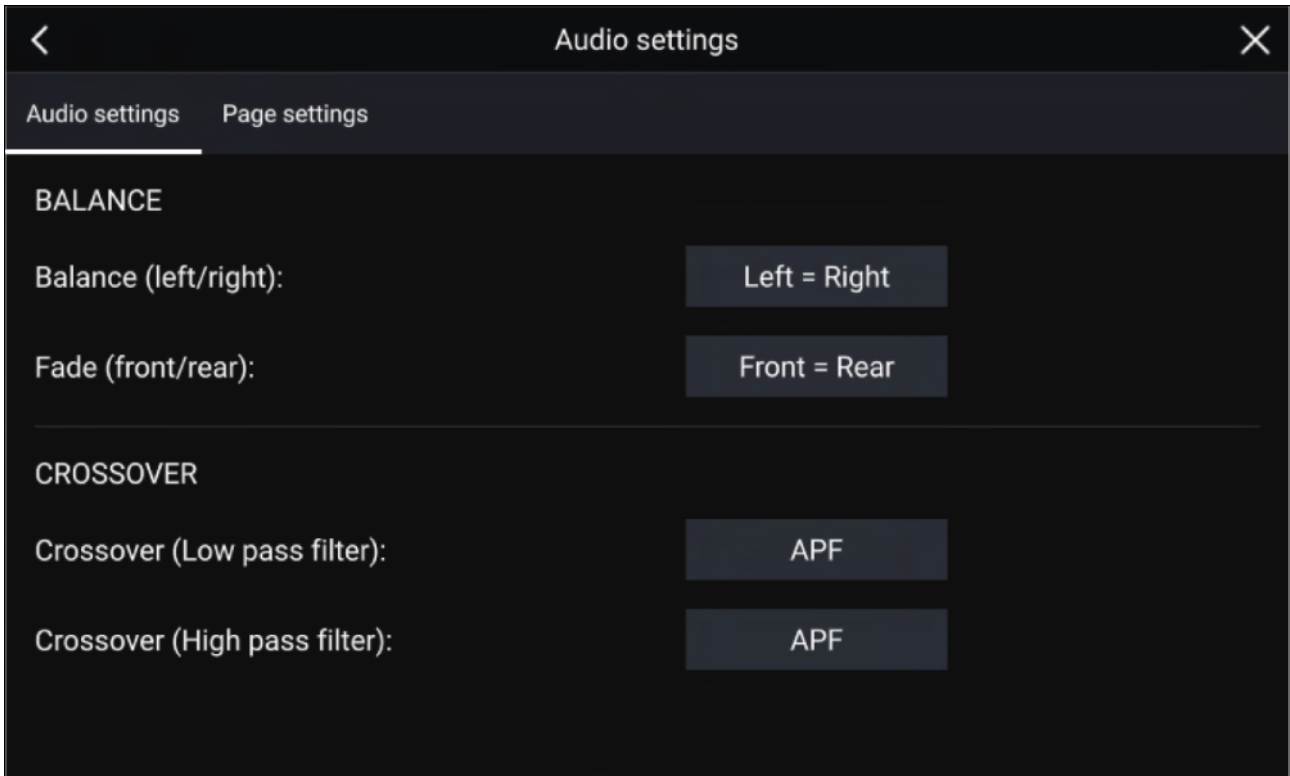 Audio settings
Audio settings Page settings
BALANCE
Balance (left/right): Left = Right
Fade (front/rear): Front = Rear
CROSSOVER
Crossover (Low pass filter): APF
Crossover (High pass filter): APF